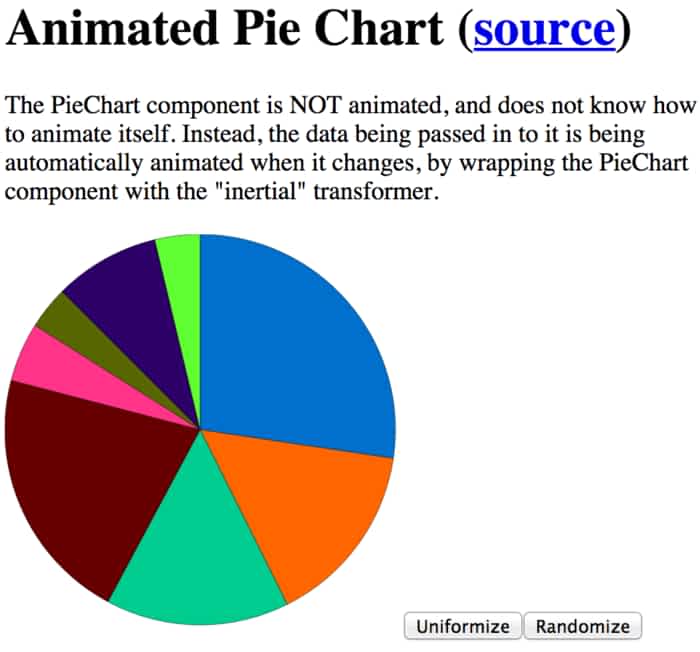 Animated Pie Chart (source)
The PieChart component is NOT animated, and does not know how
to animate itself. Instead, the data being passed in to it is being
automatically animated when it changes, by wrapping the PieChart
component with the "inertial" transformer.
Uniformize Randomize